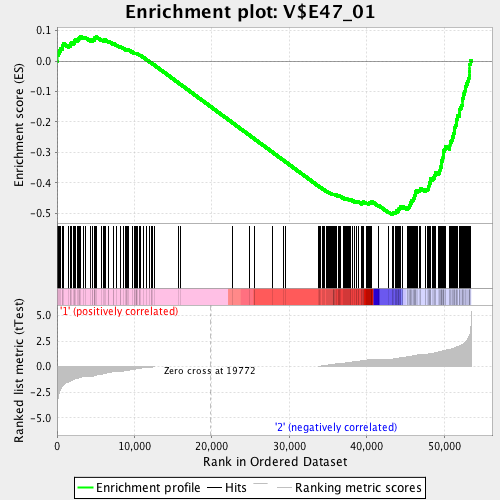 Enrichment plot: V$E47_01
Enrichment score (ES)
0.1
0.0
-0.1
-0.2
-0.3
-0.4
-0.5
'1' (positively correlated)
Ranked list metric (tTest)
5.0
2.5
0.0
-2.5
-5.0
Zero cross at 19772
'2' (negatively correlated)
0
10,000
20,000
30,000
40,000
50,000
Rank in Ordered Dataset
Enrichment profile
Hits
Ranking metric scores